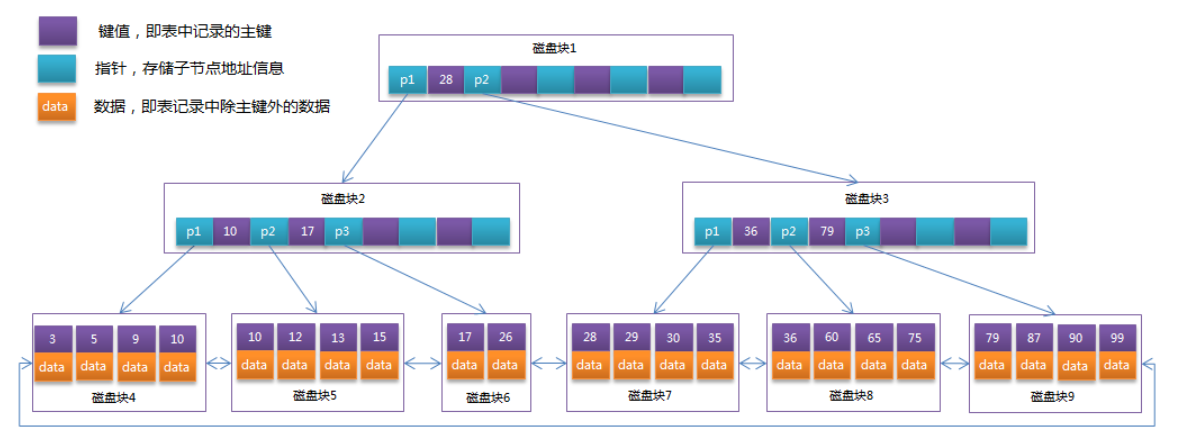 键值，即表中记录的主键
指针，存储子节点地址信息
data 数据，即表记录中除主键外的数据
磁盘块1
p1 28 p2
磁盘块2
p1 10 p2 17 p3
磁盘块3
p1 36 p2 79 p3
3 5 9 10
data data data data
磁盘块4
10 12 13 15
data data data data
磁盘块5
17 26
data data
磁盘块6
28 29 30 35
data data data data
磁盘块7
36 60 65 75
data data data data
磁盘块8
79 87 90 99
data data data data
磁盘块9